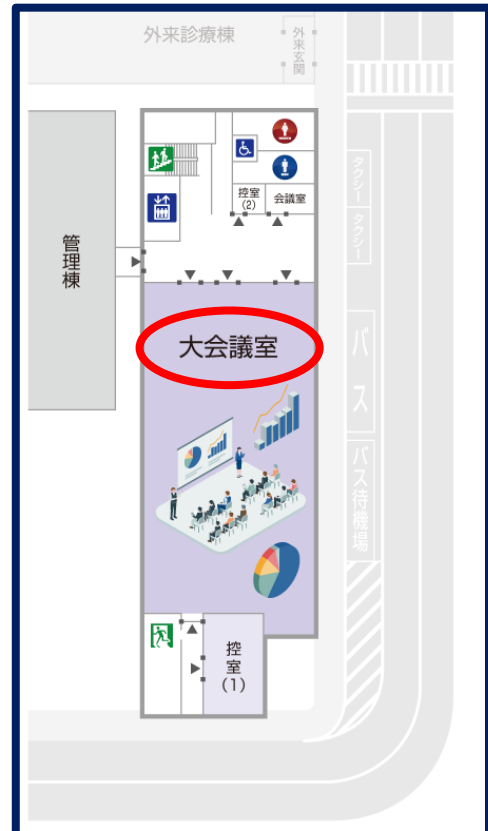 外来診療棟
外来玄関
タクシー
タクシー
控室
(2)
会議室
管理棟
大会議室
バス
バス待機場
控室
(1)